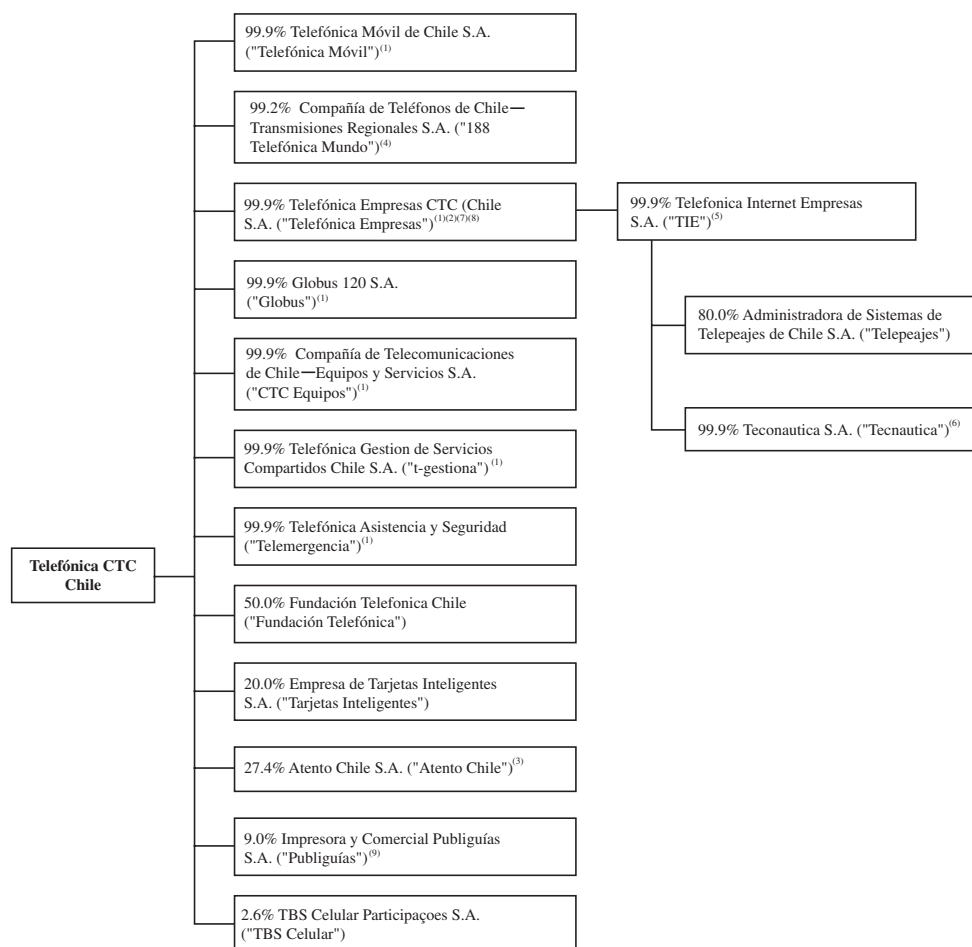 99.9% Telefónica Móvil de Chile S.A.
("Telefónica Móvil")(1)
99.2% Compañía de Teléfonos de Chile—
Transmisiones Regionales S.A. ("188
Telefónica Mundo")(4)
99.9% Telefónica Empresas CTC (Chile
S.A. ("Telefónica Empresas")(1)(2)(7)(8)
99.9% Telefonica Internet Empresas
S.A. ("TIE")(5)
99.9% Globus 120 S.A.
("Globus")(1)
80.0% Administradora de Sistemas de
Telepeajes de Chile S.A. ("Telepeajes")
99.9% Compañía de Telecomunicaciones
de Chile—Equipos y Servicios S.A.
("CTC Equipos")(1)
99.9% Teconautica S.A. ("Tecnautica")(6)
99.9% Telefónica Gestion de Servicios
Compartidos Chile S.A. ("t-gestiona")(1)
99.9% Telefónica Asistencia y Seguridad
("Telemergencia")(1)
Telefónica CTC
Chile
50.0% Fundación Telefonica Chile
("Fundación Telefónica")
20.0% Empresa de Tarjetas Inteligentes
S.A. ("Tarjetas Inteligentes")
27.4% Atento Chile S.A. ("Atento Chile")(3)
9.0% Impresora y Comercial Publiguías
S.A. ("Publiguías")(9)
2.6% TBS Celular Participaçoes S.A.
("TBS Celular")